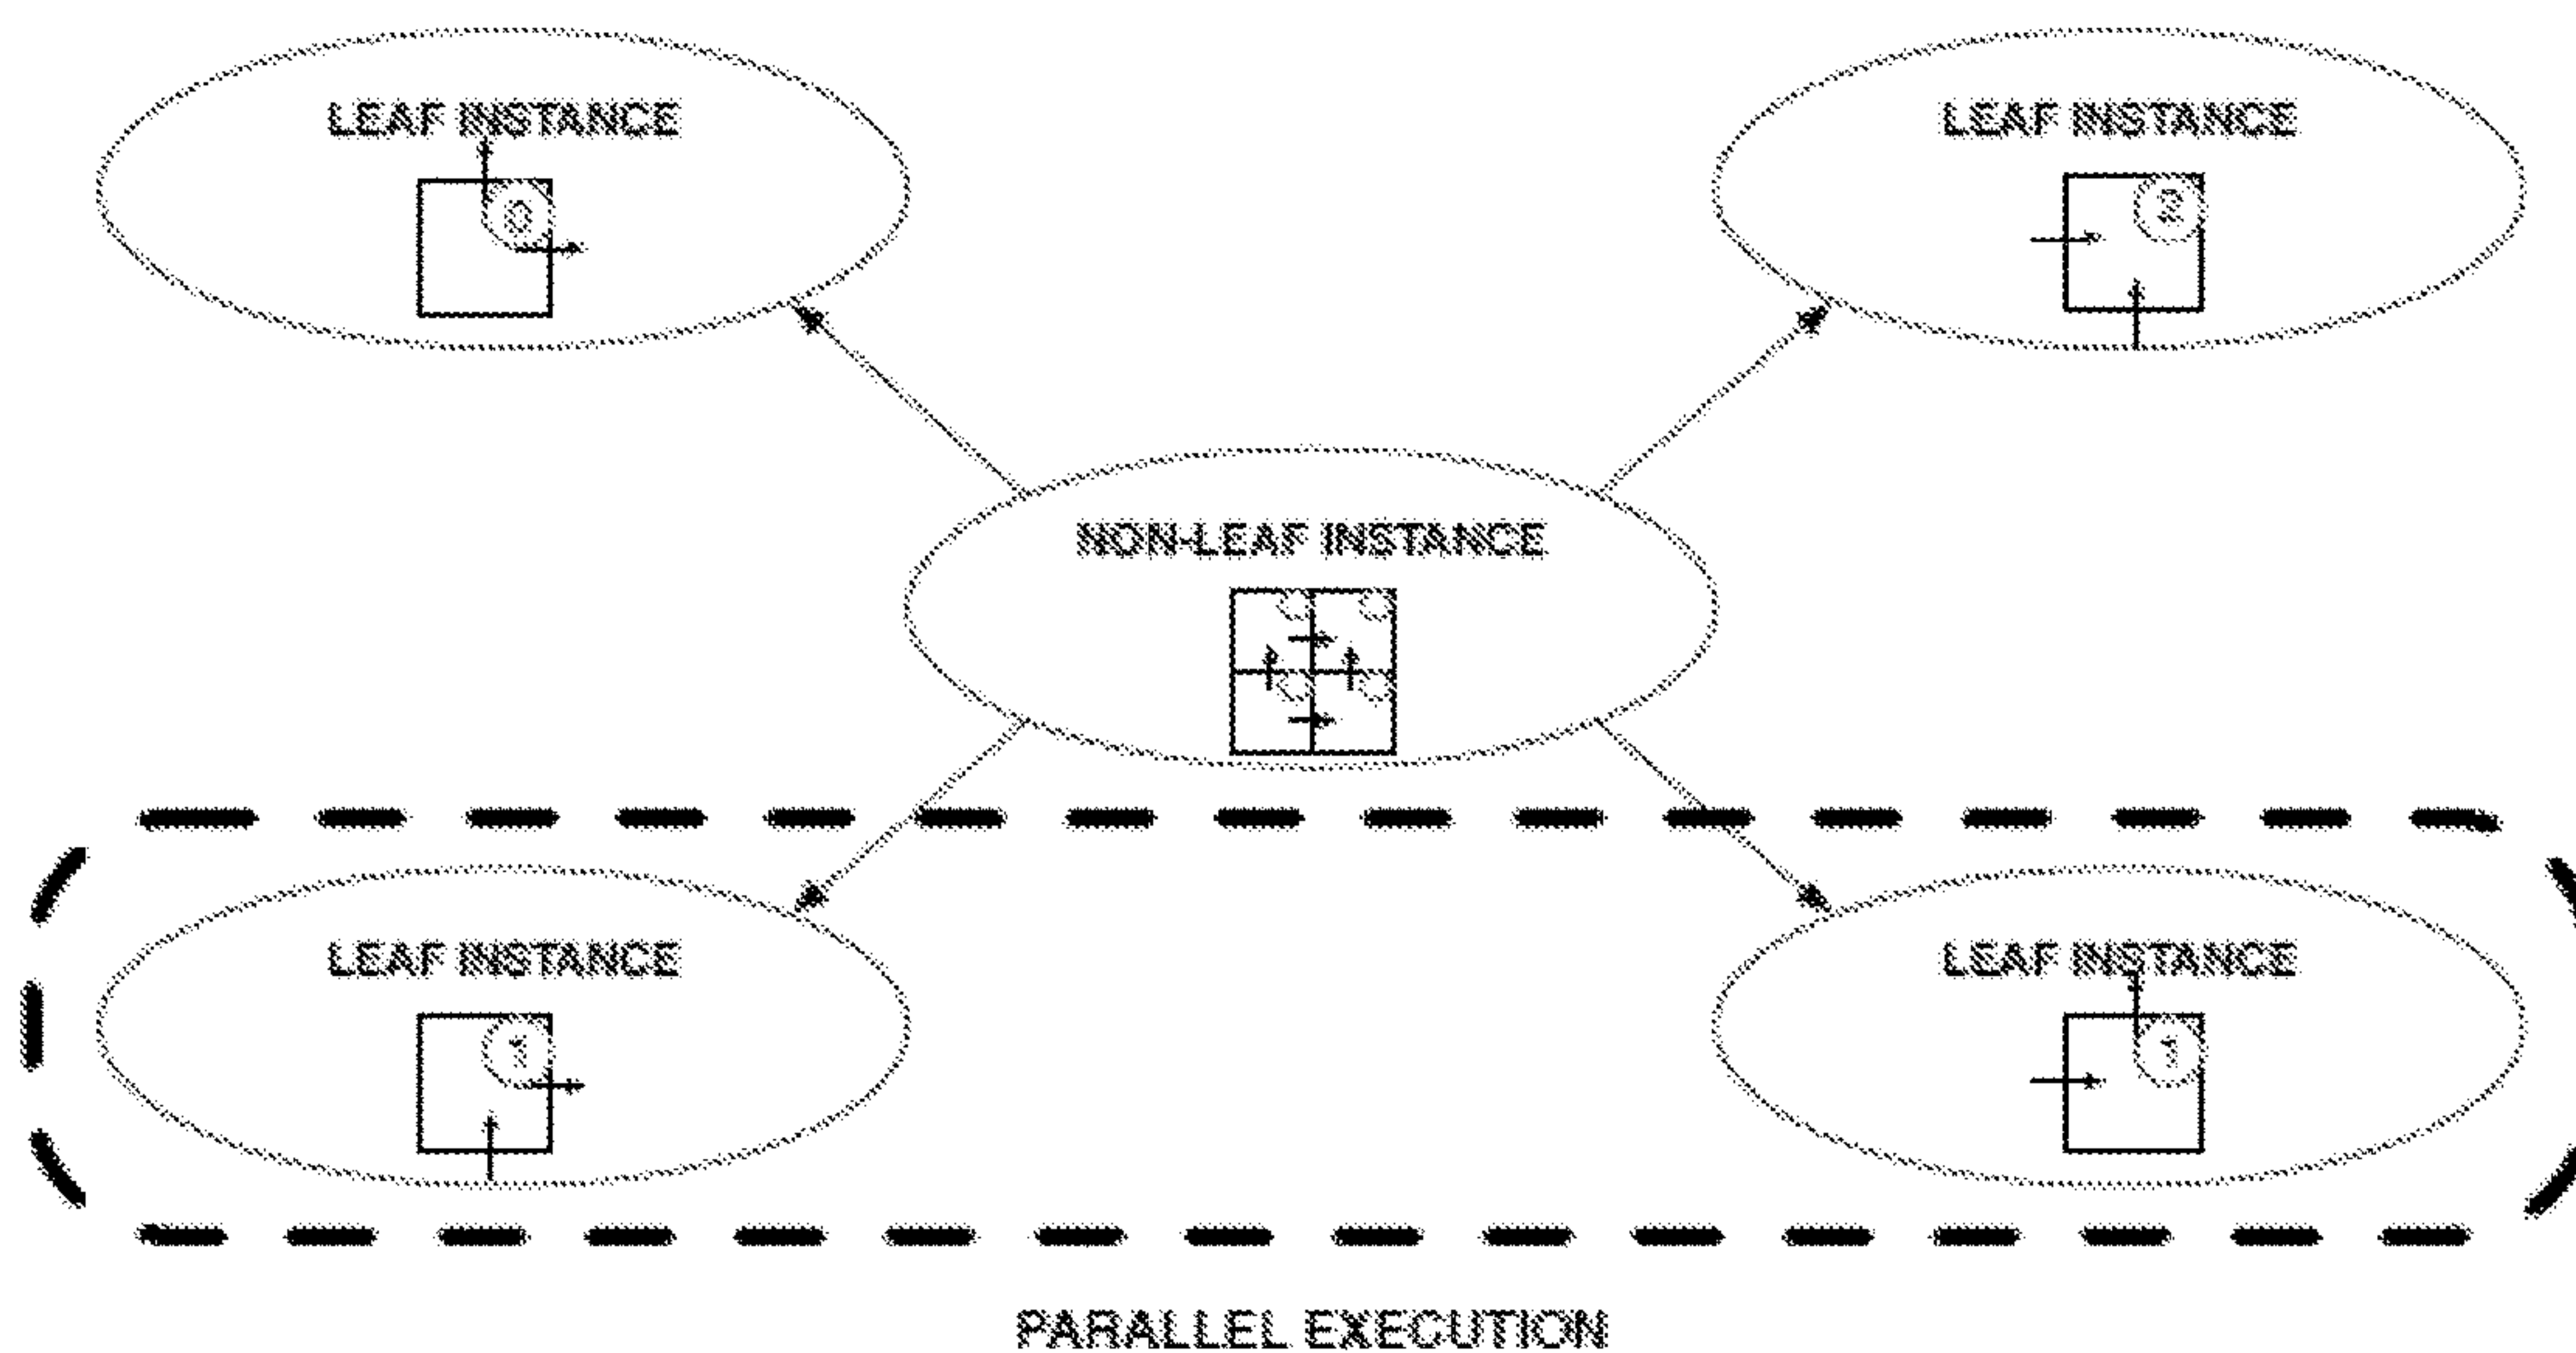 LEAF INSTANCE
0
LEAF INSTANCE
2
NON-LEAF INSTANCE
LEAF INSTANCE
1
LEAF INSTANCE
1
PARALLEL EXECUTION